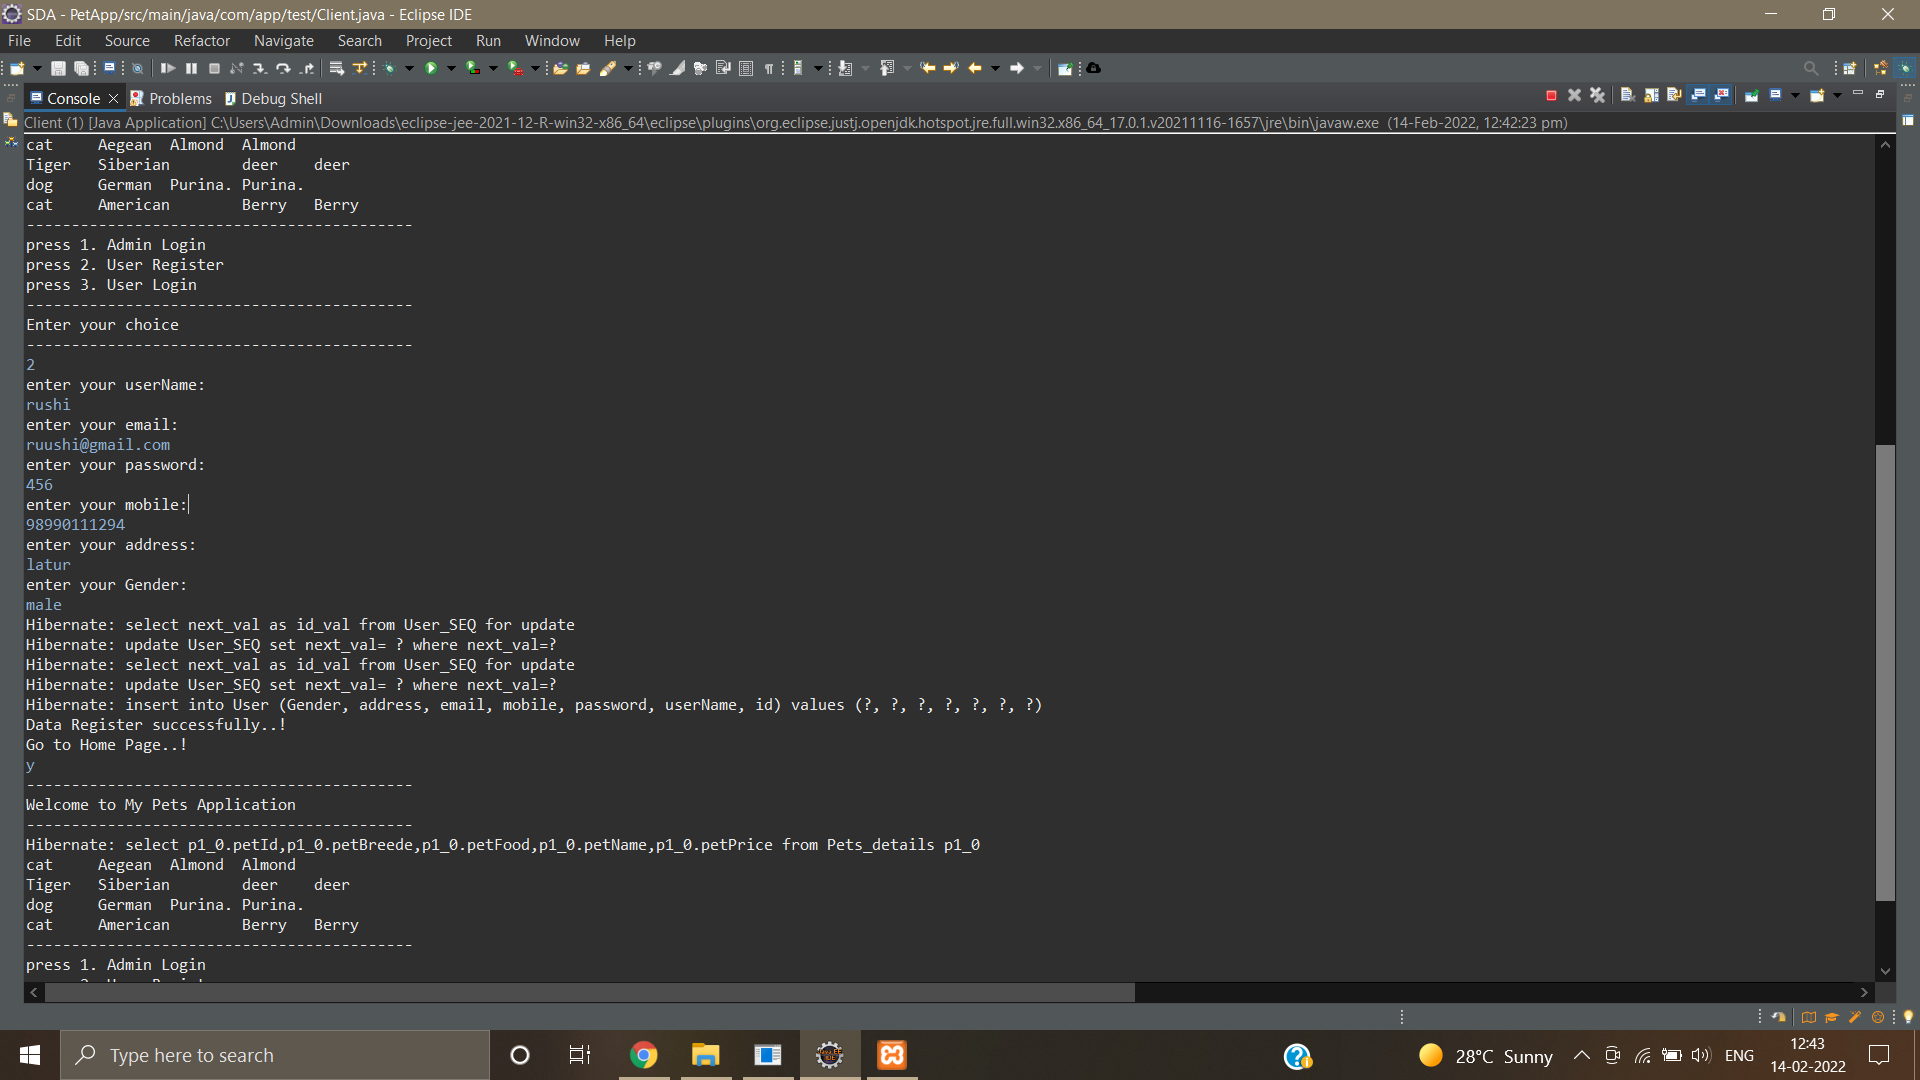 SDA - PetApp/src/main/java/com/app/test/Client.java - Eclipse IDE
File Edit Source Refactor Navigate Search Project Run Window Help
Console Problems Debug Shell
Client (1) [Java Application] C:\Users\Admin\Downloads\eclipse-jee-2021-12-R-win32-x86_64\eclipse\plugins\org.eclipse.justj.openjdk.hotspot.jre.full.win32.x86_64_17.0.1.v20211116-1657\jre\bin\javaw.exe (14-Feb-2022, 12:42:23 pm)
cat Aegean Almond Almond
Tiger Siberian deer deer
dog German Purina. Purina.
cat American Berry Berry
-------------------------------------------
press 1. Admin Login
press 2. User Register
press 3. User Login
-------------------------------------------
Enter your choice
-------------------------------------------
2
enter your userName:
rushi
enter your email:
ruushi@gmail.com
enter your password:
456
enter your mobile:
98990111294
enter your address:
latur
enter your Gender:
male
Hibernate: select next_val as id_val from User_SEQ for update
Hibernate: update User_SEQ set next_val= ? where next_val=?
Hibernate: select next_val as id_val from User_SEQ for update
Hibernate: update User_SEQ set next_val= ? where next_val=?
Hibernate: insert into User (Gender, address, email, mobile, password, userName, id) values (?, ?, ?, ?, ?, ?, ?)
Data Register successfully..!
Go to Home Page..!
y
-------------------------------------------
Welcome to My Pets Application
-------------------------------------------
Hibernate: select p1_0.petId,p1_0.petBreede,p1_0.petFood,p1_0.petName,p1_0.petPrice from Pets_details p1_0
cat Aegean Almond Almond
Tiger Siberian deer deer
dog German Purina. Purina.
cat American Berry Berry
-------------------------------------------
press 1. Admin Login
Type here to search
28°C Sunny
ENG
12:43
14-02-2022